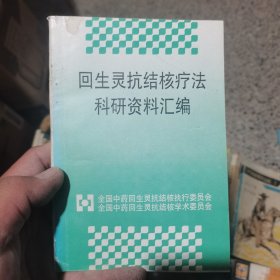 回生灵抗结核疗法
科研资料汇编
全国中药回生灵抗结核执行委员会
全国中药回生灵抗结核学术委员会